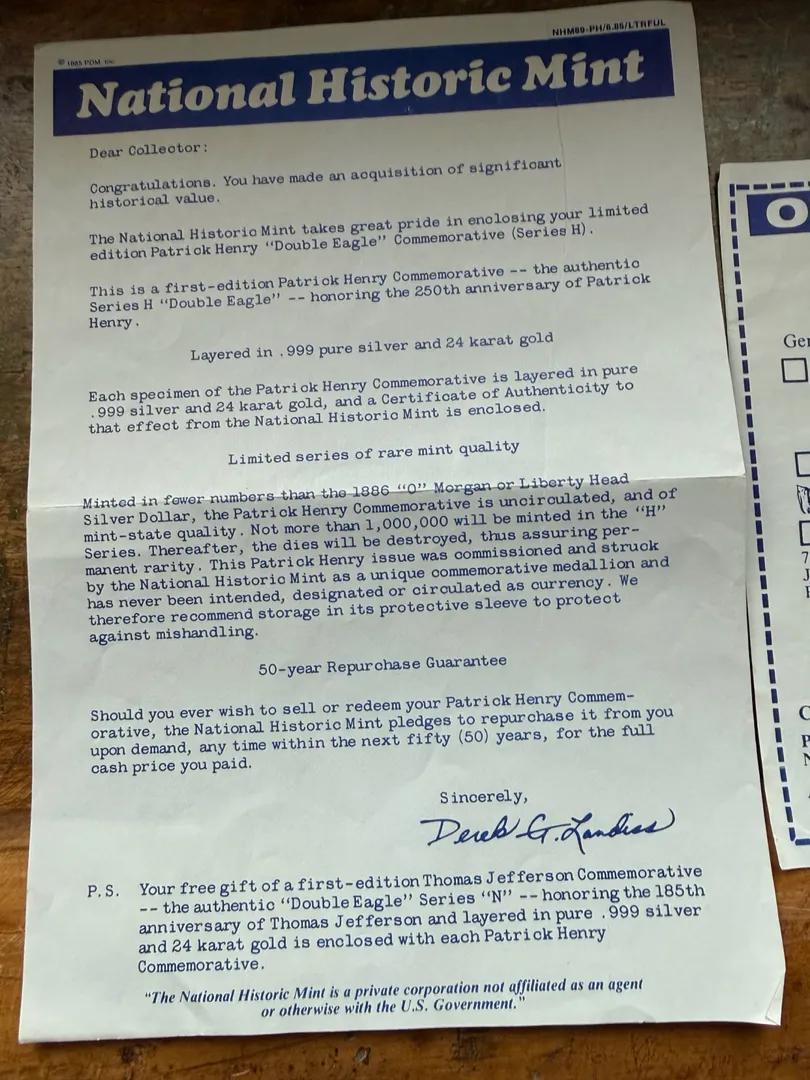 © 1985 PDM, Inc.
NHM89-PH/6.85/LTRFUL
National Historic Mint
Dear Collector:
Congratulations. You have made an acquisition of significant
historical value.
The National Historic Mint takes great pride in enclosing your limited
edition Patrick Henry "Double Eagle" Commemorative (Series H).
This is a first-edition Patrick Henry Commemorative -- the authentic
Series H "Double Eagle" -- honoring the 250th anniversary of Patrick
Henry.
Layered in .999 pure silver and 24 karat gold
Each specimen of the Patrick Henry Commemorative is layered in pure
.999 silver and 24 karat gold, and a Certificate of Authenticity to
that effect from the National Historic Mint is enclosed.
Limited series of rare mint quality
Minted in fewer numbers than the 1886 "O" Morgan or Liberty Head
Silver Dollar, the Patrick Henry Commemorative is uncirculated, and of
mint-state quality. Not more than 1,000,000 will be minted in the "H"
Series. Thereafter, the dies will be destroyed, thus assuring per-
manent rarity. This Patrick Henry issue was commissioned and struck
by the National Historic Mint as a unique commemorative medallion and
has never been intended, designated or circulated as currency. We
therefore recommend storage in its protective sleeve to protect
against mishandling.
50-year Repurchase Guarantee
Should you ever wish to sell or redeem your Patrick Henry Commem-
orative, the National Historic Mint pledges to repurchase it from you
upon demand, any time within the next fifty (50) years, for the full
cash price you paid.
Sincerely,
Derek G. Landiss
P.S. Your free gift of a first-edition Thomas Jefferson Commemorative
-- the authentic "Double Eagle" Series "N" -- honoring the 185th
anniversary of Thomas Jefferson and layered in pure .999 silver
and 24 karat gold is enclosed with each Patrick Henry
Commemorative.
"The National Historic Mint is a private corporation not affiliated as an agent
or otherwise with the U.S. Government."
O
Ger
7
J